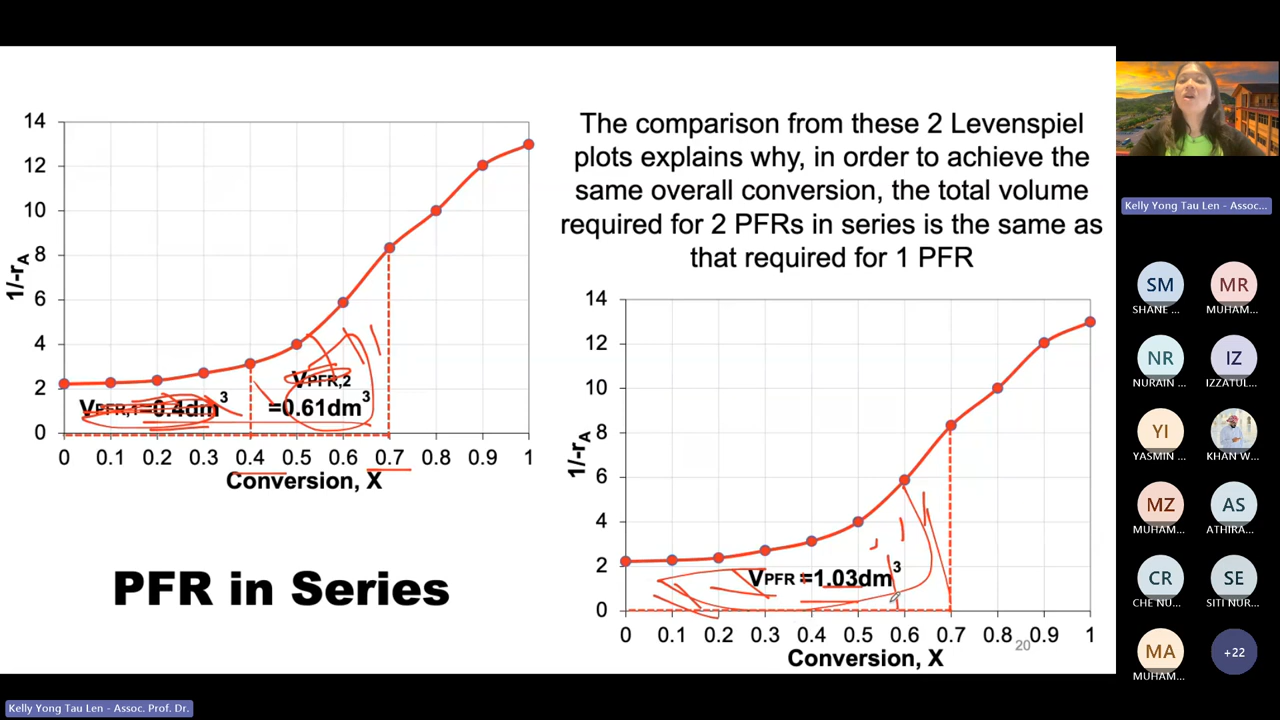 14
12
10
8
6
4
2
0
1/-rA
VPFR,1=0.4dm3
VPFR,2
=0.61dm3
0 0.1 0.2 0.3 0.4 0.5 0.6 0.7 0.8 0.9 1
Conversion, X
PFR in Series
The comparison from these 2 Levenspiel
plots explains why, in order to achieve the
same overall conversion, the total volume
required for 2 PFRs in series is the same as
that required for 1 PFR
14
12
10
8
6
4
2
0
1/-rA
VPFR =1.03dm3
0 0.1 0.2 0.3 0.4 0.5 0.6 0.7 0.8 0.9 1
20
Conversion, X
Kelly Yong Tau Len - Assoc. Prof. Dr.
Kelly Yong Tau Len - Assoc...
SM MR
SHANE ... MUHAM...
NR IZ
NURAIN ... IZZATUL...
YI
YASMIN ... KHAN W...
MZ AS
MUHAM... ATHIRA...
CR SE
CHE NU... SITI NUR...
MA +22
MUHAM...